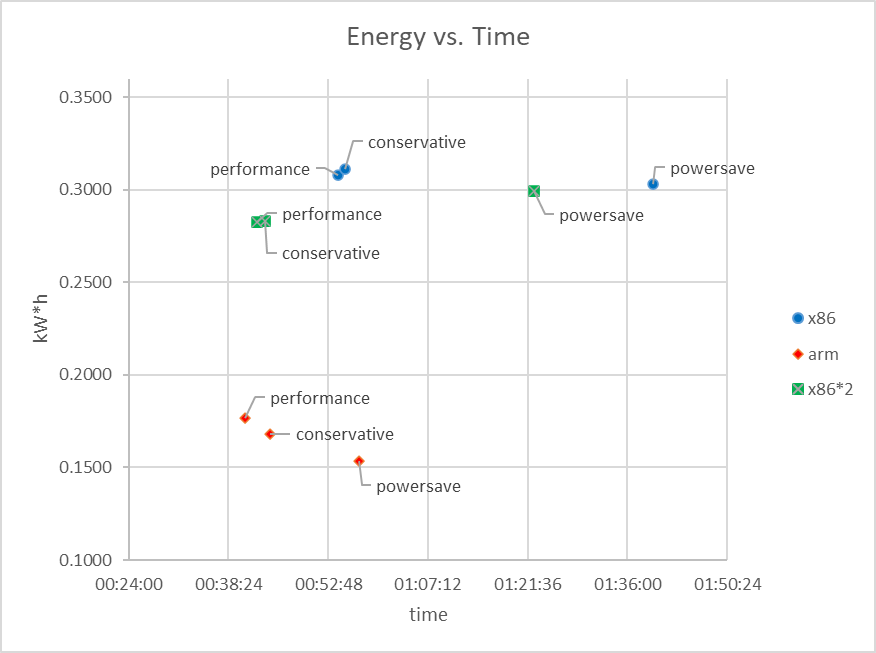 Energy vs. Time
0.3500
0.3000
0.2500
0.2000
0.1500
0.1000
kW*h
conservative
performance
powersave
performance
powersave
conservative
performance
conservative
powersave
x86
arm
x86*2
00:24:00 00:38:24 00:52:48 01:07:12 01:21:36 01:36:00 01:50:24
time